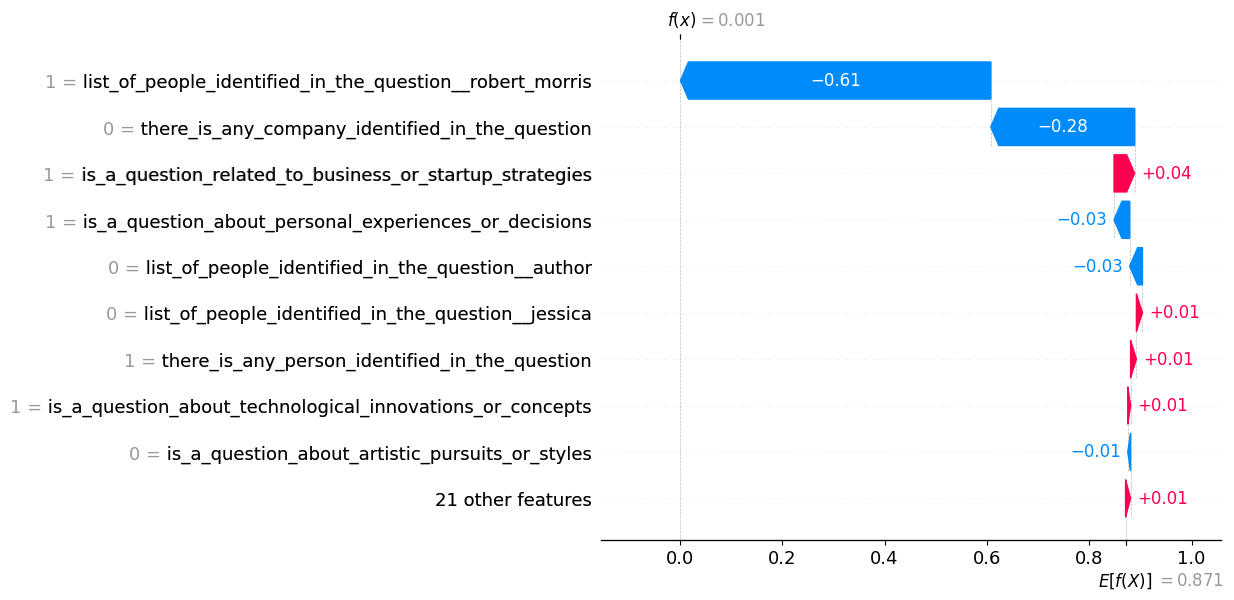 f(x) = 0.001
1 = list_of_people_identified_in_the_question__robert_morris
−0.61
0 = there_is_any_company_identified_in_the_question
−0.28
1 = is_a_question_related_to_business_or_startup_strategies
+0.04
1 = is_a_question_about_personal_experiences_or_decisions
−0.03
0 = list_of_people_identified_in_the_question__author
−0.03
0 = list_of_people_identified_in_the_question__jessica
+0.01
1 = there_is_any_person_identified_in_the_question
+0.01
1 = is_a_question_about_technological_innovations_or_concepts
+0.01
0 = is_a_question_about_artistic_pursuits_or_styles
−0.01
21 other features
+0.01
0.0 0.2 0.4 0.6 0.8 1.0
E[f(X)] = 0.871